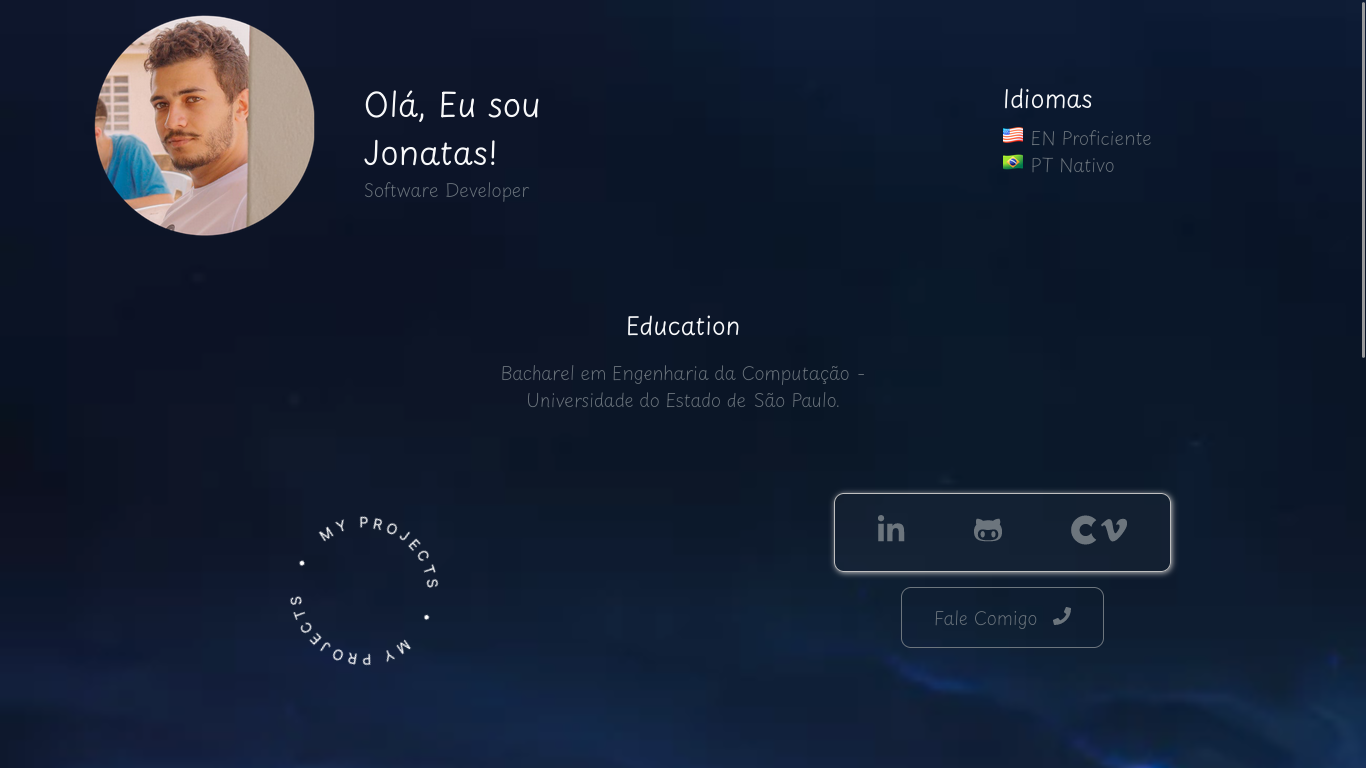 Olá, Eu sou
Jonatas!
Software Developer
Idiomas
EN Proficiente
PT Nativo
Education
Bacharel em Engenharia da Computação -
Universidade do Estado de São Paulo.
MY PROJECTS • MY PROJECTS •
in
CV
Fale Comigo